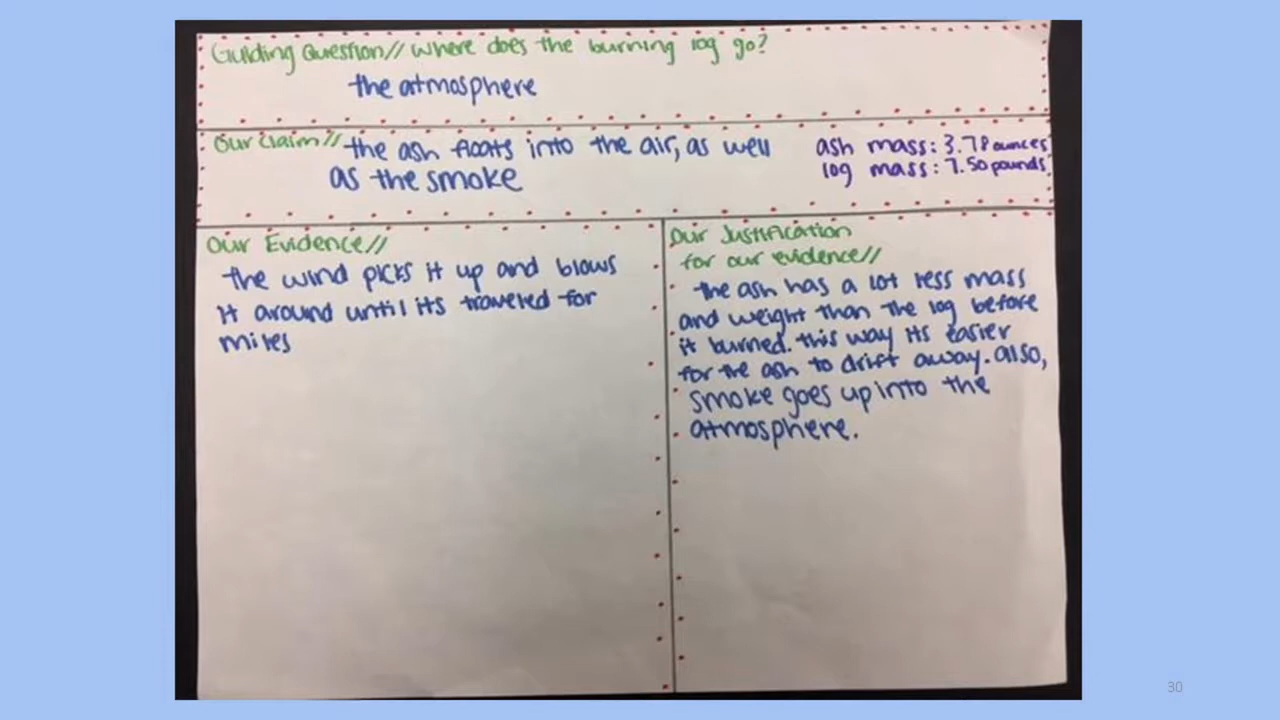 Guiding Question// Where does the burning log go?
the atmosphere
Our Claim// the ash floats into the air, as well
as the smoke
ash mass: 3.78 ounces
log mass: 7.50 pounds
Our Evidence//
the wind picks it up and blows
it around until its traveled for
miles
Our Justification
for our evidence//
the ash has a lot less mass
and weight than the log before
it burned. this way its easier
for the ash to drift away. also,
smoke goes up into the
atmosphere.
30